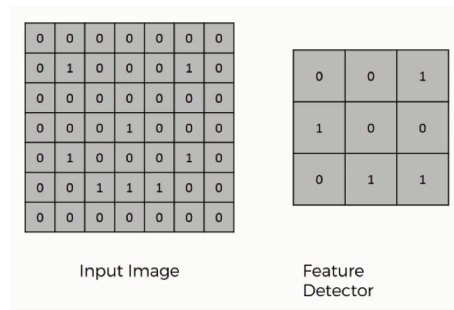 0 0 0 0 0 0 0
0 1 0 0 0 1 0
0 0 0 0 0 0 0
0 0 0 1 0 0 0
0 1 0 0 0 1 0
0 0 1 1 1 0 0
0 0 0 0 0 0 0
Input Image
0 0 1
1 0 0
0 1 1
Feature
Detector